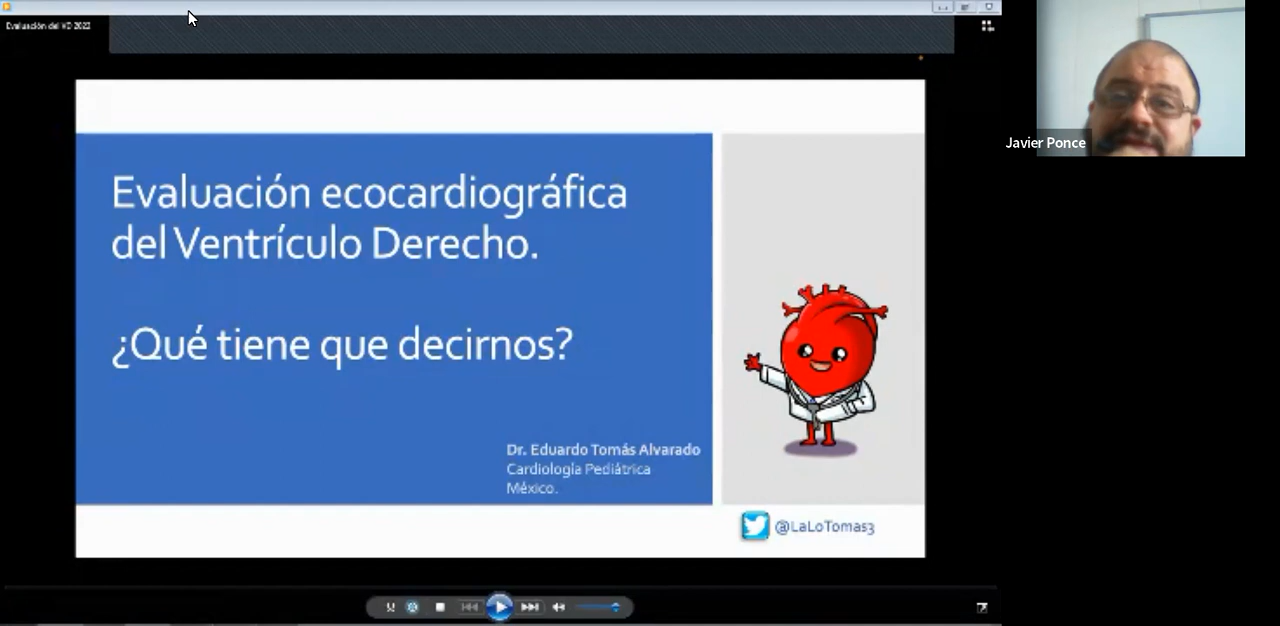 Evaluación del VD 2022
Javier Ponce
Evaluación ecocardiográfica
del Ventrículo Derecho.
¿Qué tiene que decirnos?
Dr. Eduardo Tomás Alvarado
Cardiología Pediátrica
México.
@LaLoTomas3